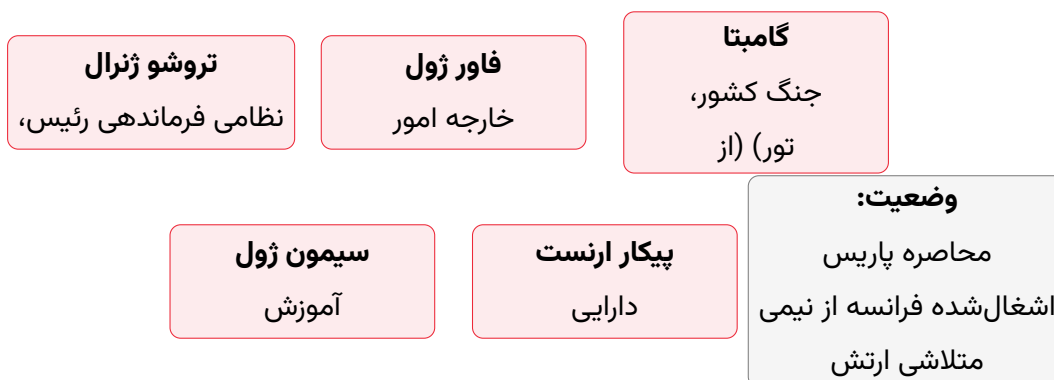 گامبتا
جنگ کشور،
تور) (از
فاور ژول
خارجه امور
تروشو ژنرال
نظامی فرماندهی رئیس،
وضعیت:
محاصره پاریس
اشغال‌شده فرانسه از نیمی
متلاشی ارتش
پیکار ارنست
دارایی
سیمون ژول
آموزش